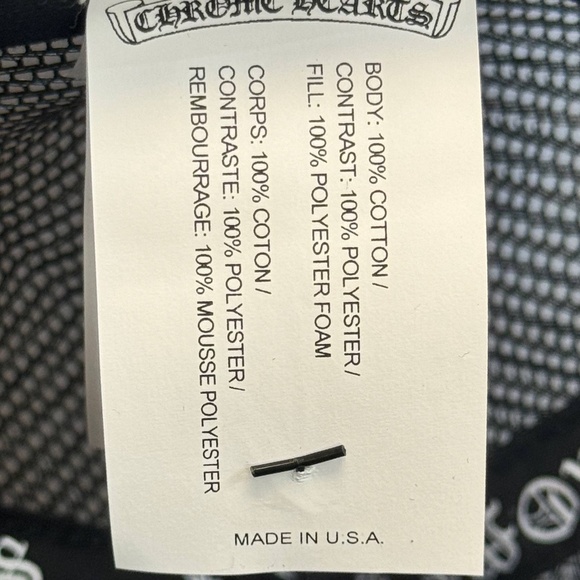 CHROME HEARTS
BODY: 100% COTTON /
CONTRAST: 100% POLYESTER /
FILL: 100% POLYESTER FOAM
CORPS: 100% COTON /
CONTRASTE: 100% POLYESTER /
REMBOURRAGE: 100% MOUSSE POLYESTER
MADE IN U.S.A.